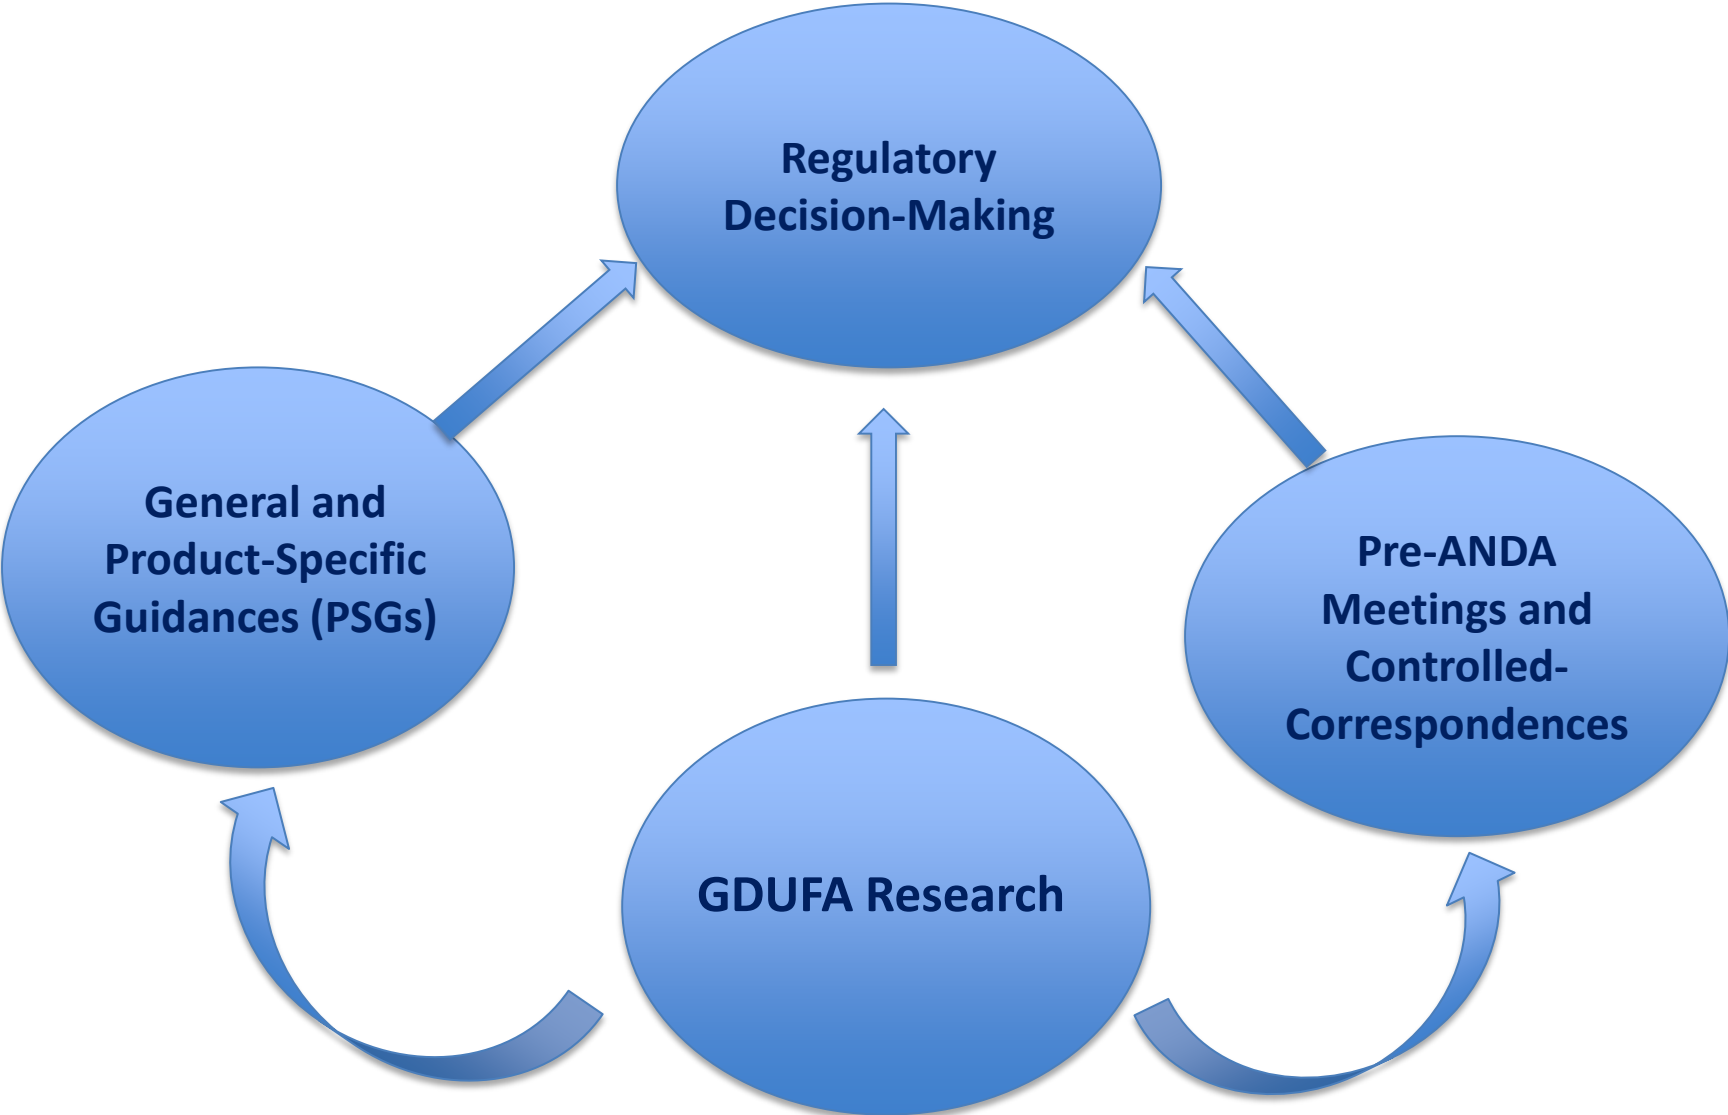 Regulatory
Decision-Making
General and
Product-Specific
Guidances (PSGs)
Pre-ANDA
Meetings and
Controlled-
Correspondences
GDUFA Research